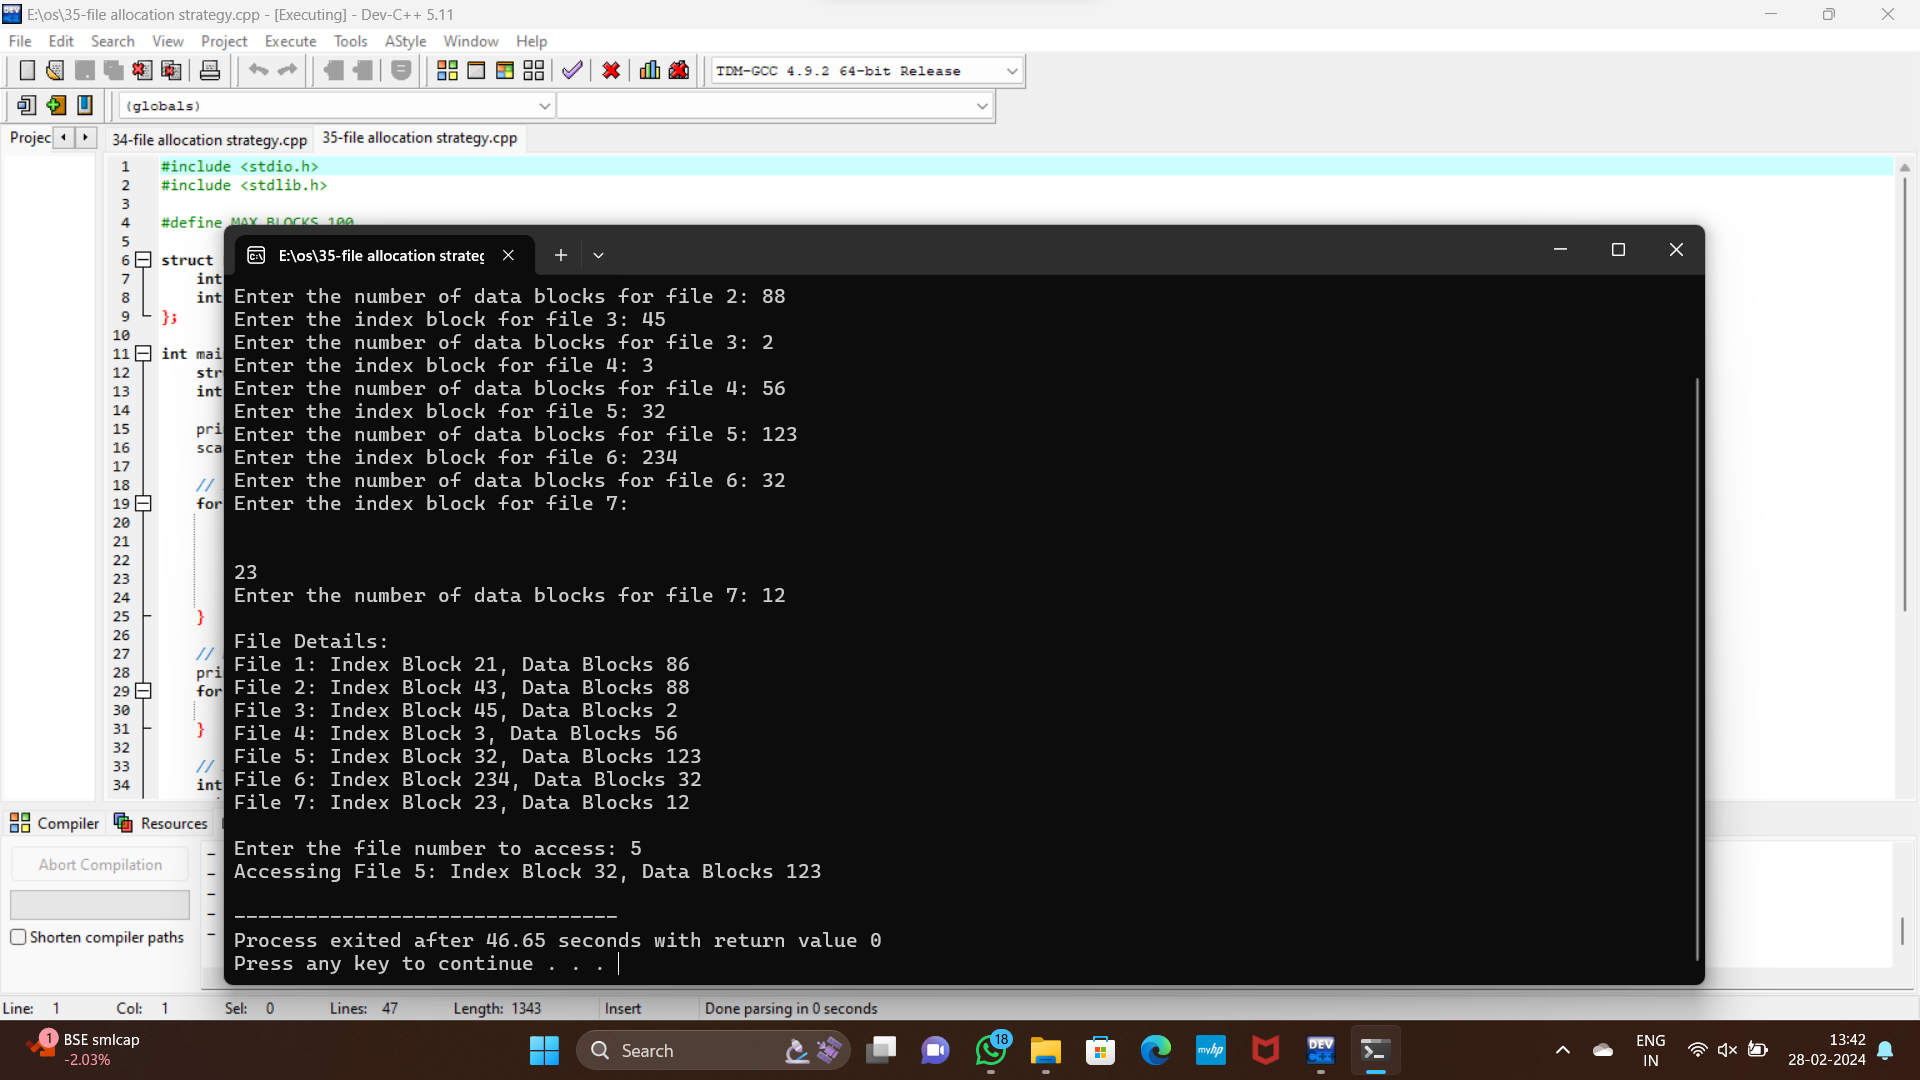 E:\os\35-file allocation strategy.cpp - [Executing] - Dev-C++ 5.11
File Edit Search View Project Execute Tools AStyle Window Help
TDM-GCC 4.9.2 64-bit Release
(globals)
Projec 34-file allocation strategy.cpp 35-file allocation strategy.cpp
1 #include <stdio.h>
2 #include <stdlib.h>
3
4 #define MAX_BLOCKS 100
5
6 struct
7 int
8 int
9 };
10
11 int mai
12 str
13 int
14
15 pri
16 sca
17
18 //
19 for
20
21
22
23
24
25 }
26
27 //
28 pri
29 for
30
31 }
32
33 //
34 int
E:\os\35-file allocation strateg
Enter the number of data blocks for file 2: 88
Enter the index block for file 3: 45
Enter the number of data blocks for file 3: 2
Enter the index block for file 4: 3
Enter the number of data blocks for file 4: 56
Enter the index block for file 5: 32
Enter the number of data blocks for file 5: 123
Enter the index block for file 6: 234
Enter the number of data blocks for file 6: 32
Enter the index block for file 7:
23
Enter the number of data blocks for file 7: 12
File Details:
File 1: Index Block 21, Data Blocks 86
File 2: Index Block 43, Data Blocks 88
File 3: Index Block 45, Data Blocks 2
File 4: Index Block 3, Data Blocks 56
File 5: Index Block 32, Data Blocks 123
File 6: Index Block 234, Data Blocks 32
File 7: Index Block 23, Data Blocks 12
Enter the file number to access: 5
Accessing File 5: Index Block 32, Data Blocks 123
--------------------------------
Process exited after 46.65 seconds with return value 0
Press any key to continue . . .
Compiler Resources
Abort Compilation
Shorten compiler paths
Line: 1 Col: 1 Sel: 0 Lines: 47 Length: 1343 Insert Done parsing in 0 seconds
1 BSE smlcap
-2.03%
Search
18
myhp
DEV C++
ENG
IN
13:42
28-02-2024